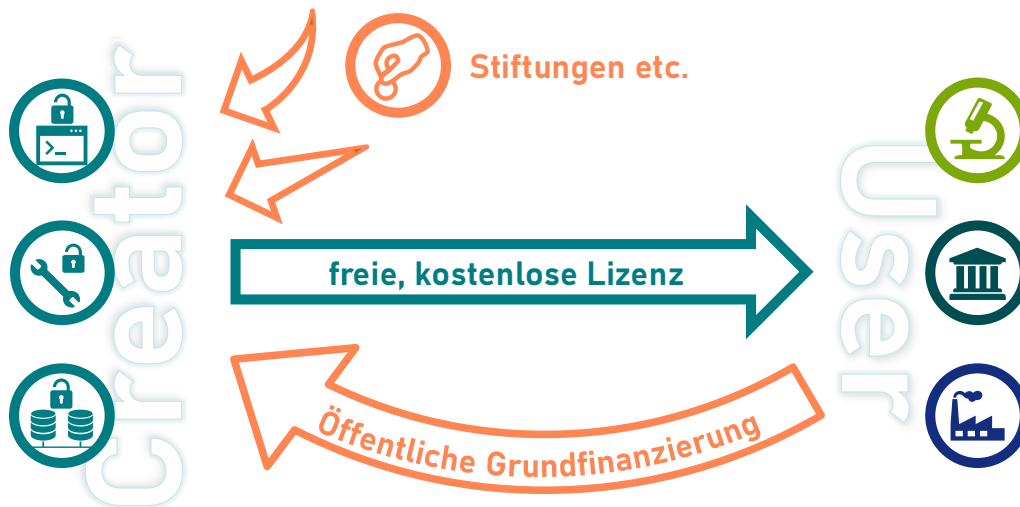 Creator
Stiftungen etc.
User
freie, kostenlose Lizenz
Öffentliche Grundfinanzierung
>_